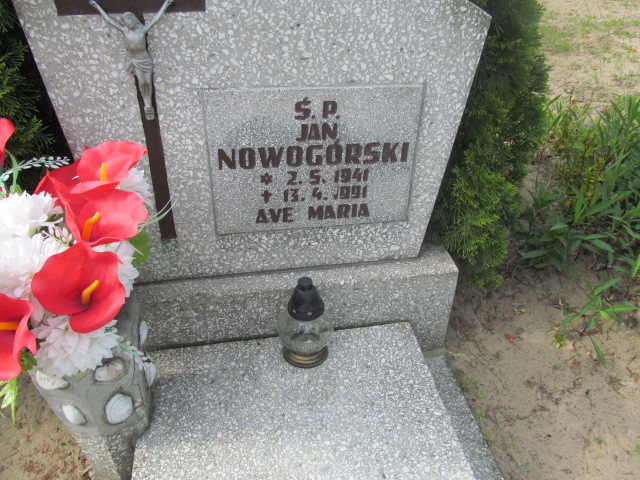 Ś. P.
JAN
NOWOGÓRSKI
* 2. 5. 1941
✝ 13. 4. 1991
AVE MARIA